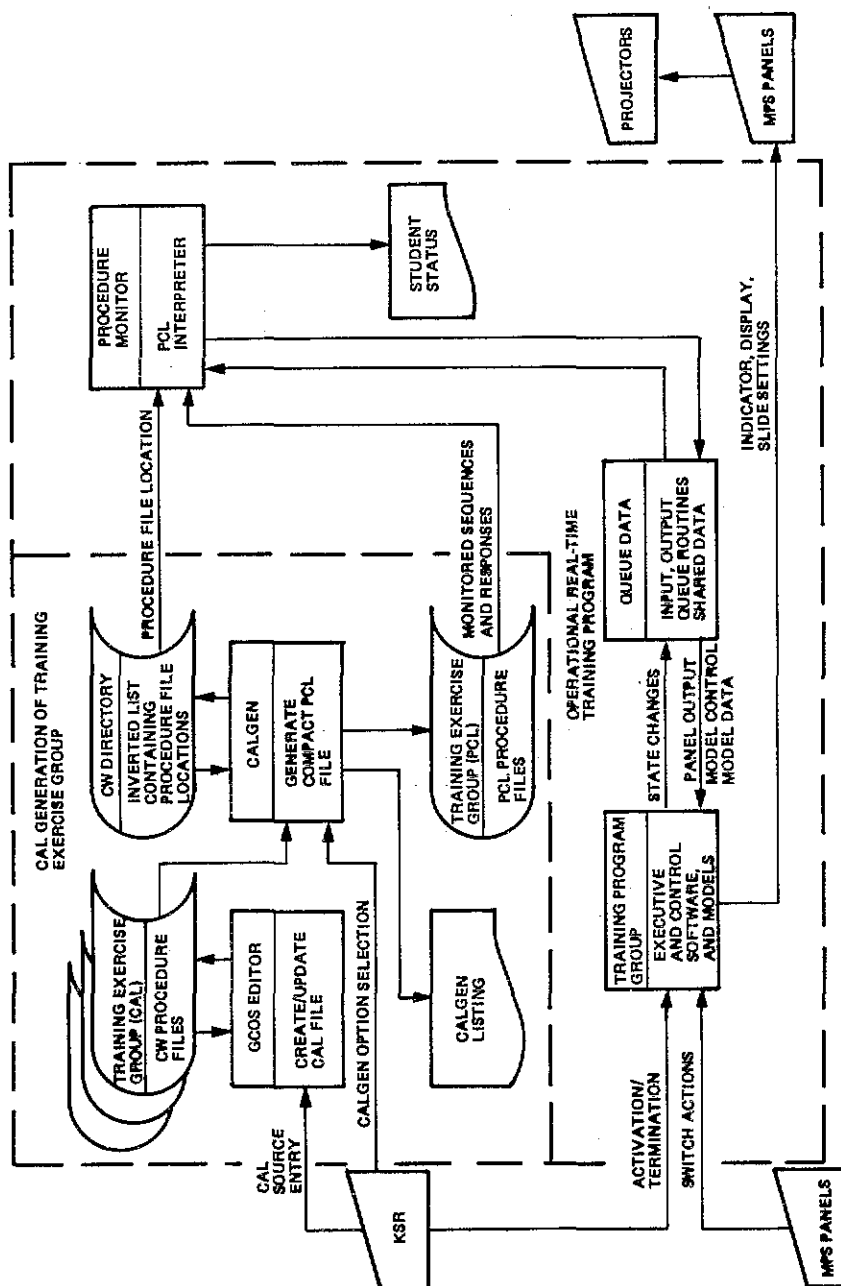 CAL GENERATION OF TRAINING
EXERCISE GROUP
TRAINING EXERCISE
GROUP (CAL)
CW PROCEDURE
FILES
CW DIRECTORY
INVERTED LIST
CONTAINING
PROCEDURE FILE
LOCATIONS
PROCEDURE FILE LOCATION
PROCEDURE
MONITOR
PCL
INTERPRETER
CAL
SOURCE
ENTRY
GCOS EDITOR
CREATE/UPDATE
CAL FILE
CALGEN
GENERATE
COMPACT PCL
FILE
KSR
CALGEN OPTION SELECTION
CALGEN
LISTING
TRAINING EXERCISE
GROUP (PCL)
PCL PROCEDURE
FILES
MONITORED SEQUENCES
AND RESPONSES
STUDENT
STATUS
OPERATIONAL REAL-TIME
TRAINING PROGRAM
ACTIVATION/
TERMINATION
SWITCH ACTIONS
MPS PANELS
TRAINING PROGRAM
GROUP
EXECUTIVE
AND CONTROL
SOFTWARE,
AND MODELS
STATE CHANGES
PANEL OUTPUT
MODEL CONTROL
MODEL DATA
QUEUE DATA
INPUT, OUTPUT
QUEUE ROUTINES
SHARED DATA
INDICATOR, DISPLAY,
SLIDE SETTINGS
PROJECTORS
MPS PANELS